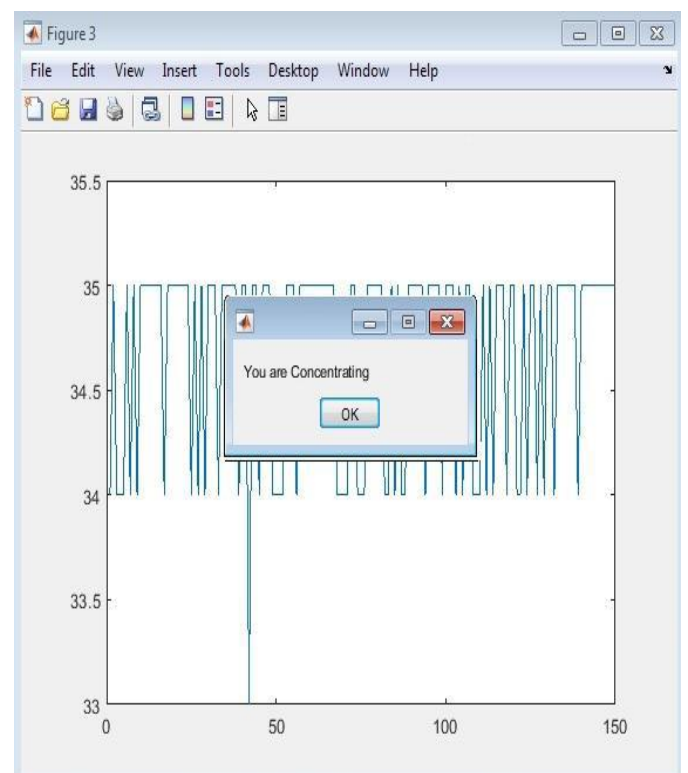 Figure 3
File Edit View Insert Tools Desktop Window Help
35.5
35
34.5
34
33.5
33
0 50 100 150
You are Concentrating
OK